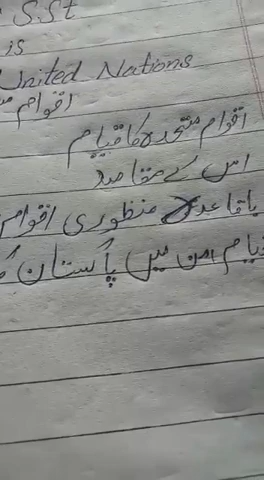 S.St
is
United Nations
اقوام
اقوام متحدہ کا قیام
اس کے مقاصد
باقاعدہ منظوری اقوام
قیام امن میں پاکستان